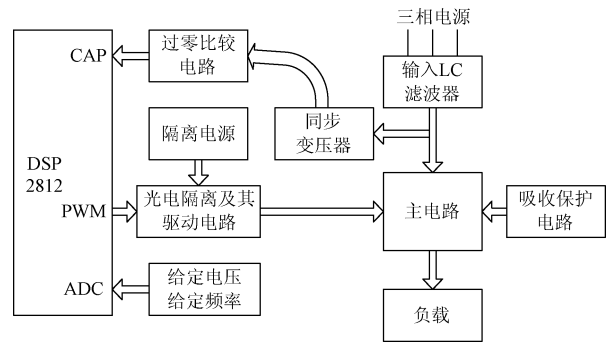 三相电源
CAP
过零比较
电路
输入LC
滤波器
隔离电源
同步
变压器
DSP
2812
PWM
光电隔离及其
驱动电路
主电路
吸收保护
电路
ADC
给定电压
给定频率
负载